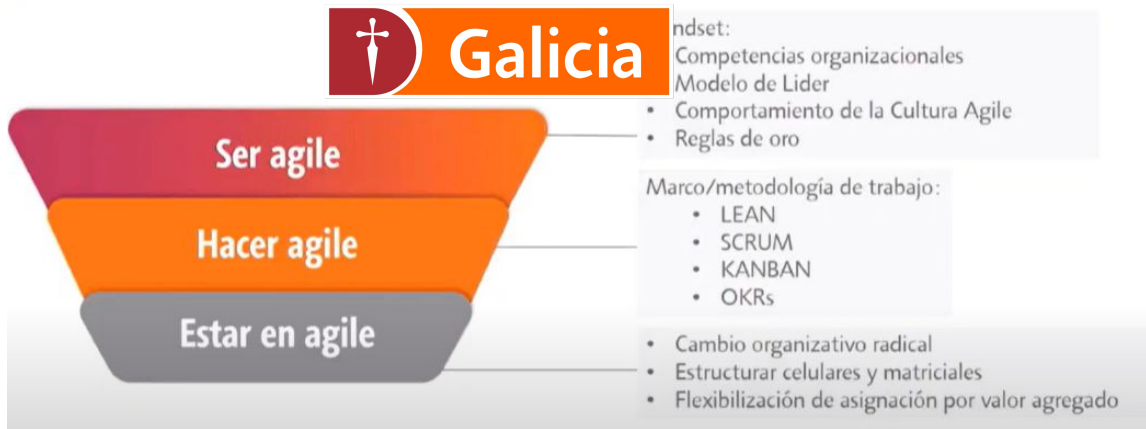 Galicia
ndset:
Competencias organizacionales
Modelo de Lider
• Comportamiento de la Cultura Agile
• Reglas de oro
Ser agile
Marco/metodología de trabajo:
• LEAN
• SCRUM
• KANBAN
• OKRs
Hacer agile
Estar en agile
• Cambio organizativo radical
• Estructurar celulares y matriciales
• Flexibilización de asignación por valor agregado